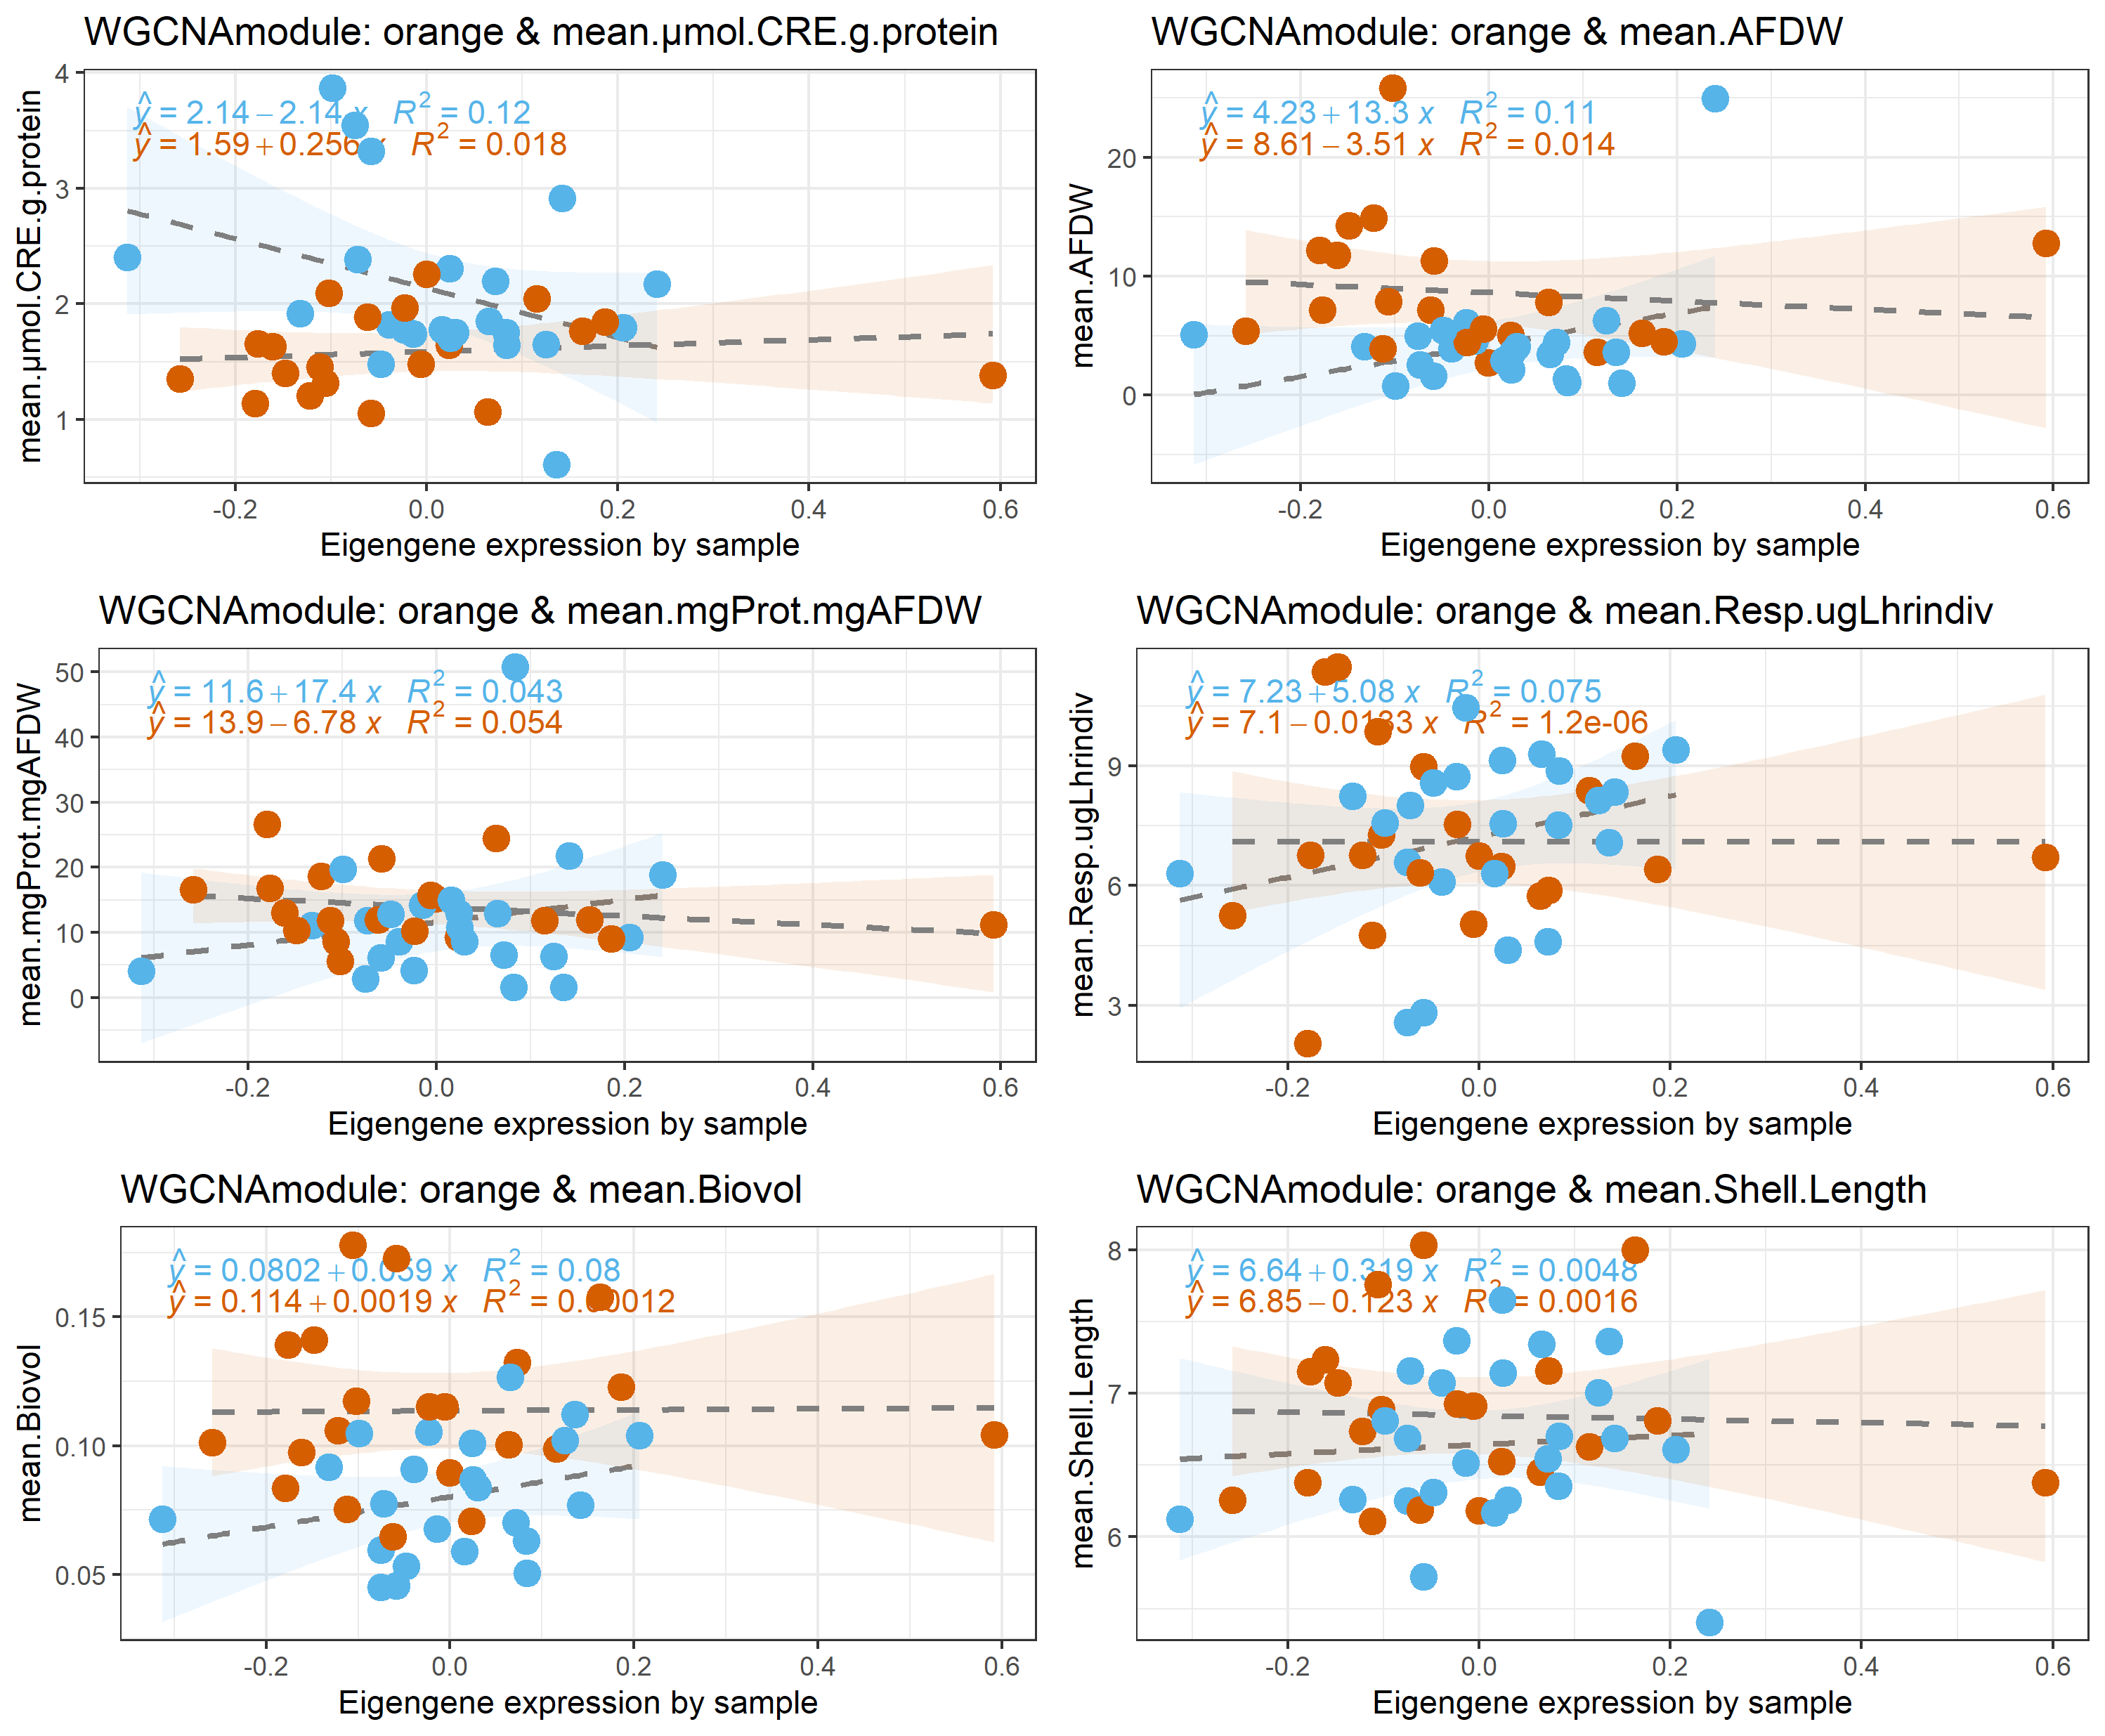 WGCNAmodule: orange & mean.µmol.CRE.g.protein
mean.µmol.CRE.g.protein
4
3
2
1
ŷ = 2.14 − 2.14 x R² = 0.12
ŷ = 1.59 + 0.256 x R² = 0.018
-0.2 0.0 0.2 0.4 0.6
Eigengene expression by sample
WGCNAmodule: orange & mean.AFDW
mean.AFDW
20
10
0
ŷ = 4.23 + 13.3 x R² = 0.11
ŷ = 8.61 − 3.51 x R² = 0.014
-0.2 0.0 0.2 0.4 0.6
Eigengene expression by sample
WGCNAmodule: orange & mean.mgProt.mgAFDW
mean.mgProt.mgAFDW
50
40
30
20
10
0
ŷ = 11.6 + 17.4 x R² = 0.043
ŷ = 13.9 − 6.78 x R² = 0.054
-0.2 0.0 0.2 0.4 0.6
Eigengene expression by sample
WGCNAmodule: orange & mean.Resp.ugLhrindiv
mean.Resp.ugLhrindiv
9
6
3
ŷ = 7.23 + 5.08 x R² = 0.075
ŷ = 7.1 − 0.0133 x R² = 1.2e-06
-0.2 0.0 0.2 0.4 0.6
Eigengene expression by sample
WGCNAmodule: orange & mean.Biovol
mean.Biovol
0.15
0.10
0.05
ŷ = 0.0802 + x R² = 0.08
ŷ = 0.114 + 0.0019 x R² =
-0.2 0.0 0.2 0.4 0.6
Eigengene expression by sample
WGCNAmodule: orange & mean.Shell.Length
mean.Shell.Length
8
7
6
ŷ = 6.64 + 0.319 x R² = 0.0048
ŷ = 6.85 − 0.123 x R² = 0.0016
-0.2 0.0 0.2 0.4 0.6
Eigengene expression by sample